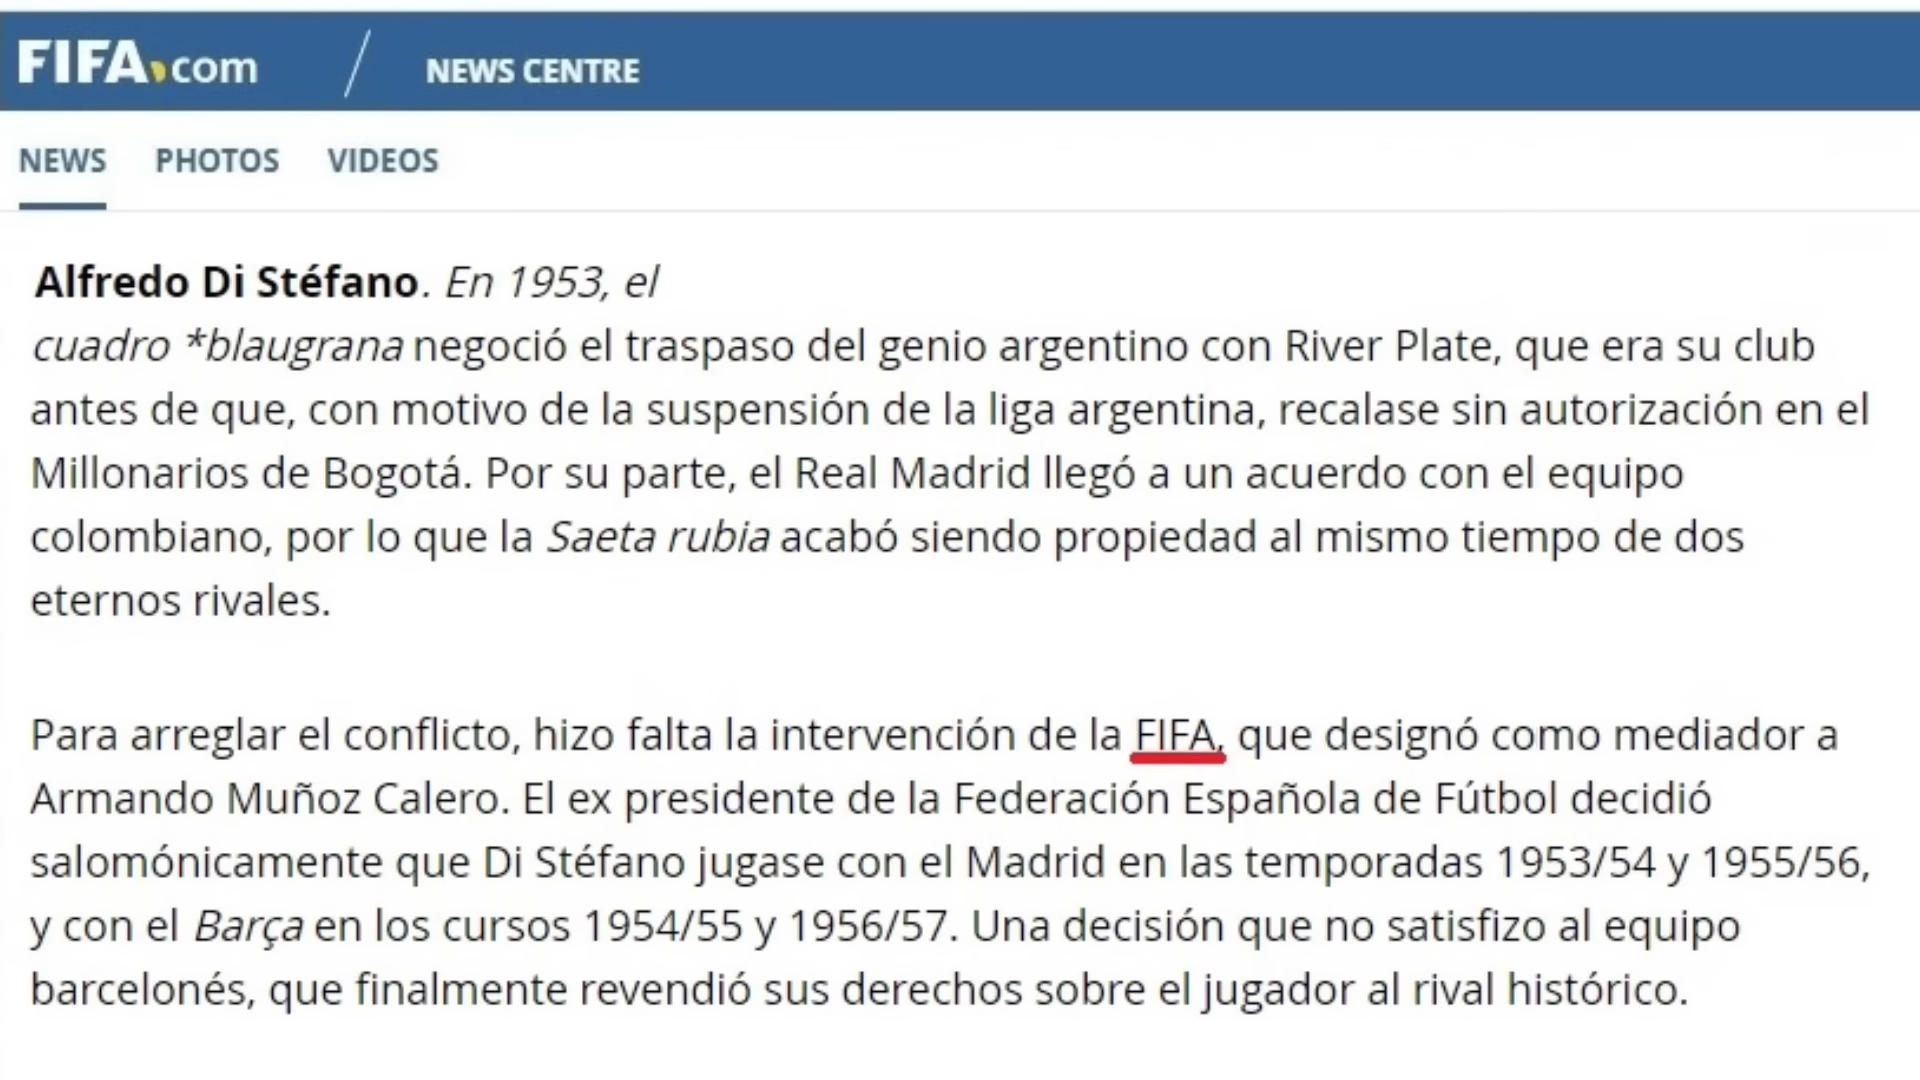 FIFA.com / NEWS CENTRE
NEWS PHOTOS VIDEOS
Alfredo Di Stéfano. En 1953, el
cuadro *blaugrana negoció el traspaso del genio argentino con River Plate, que era su club
antes de que, con motivo de la suspensión de la liga argentina, recalase sin autorización en el
Millonarios de Bogotá. Por su parte, el Real Madrid llegó a un acuerdo con el equipo
colombiano, por lo que la Saeta rubia acabó siendo propiedad al mismo tiempo de dos
eternos rivales.
Para arreglar el conflicto, hizo falta la intervención de la FIFA, que designó como mediador a
Armando Muñoz Calero. El ex presidente de la Federación Española de Fútbol decidió
salomónicamente que Di Stéfano jugase con el Madrid en las temporadas 1953/54 y 1955/56,
y con el Barça en los cursos 1954/55 y 1956/57. Una decisión que no satisfizo al equipo
barcelonés, que finalmente revendió sus derechos sobre el jugador al rival histórico.